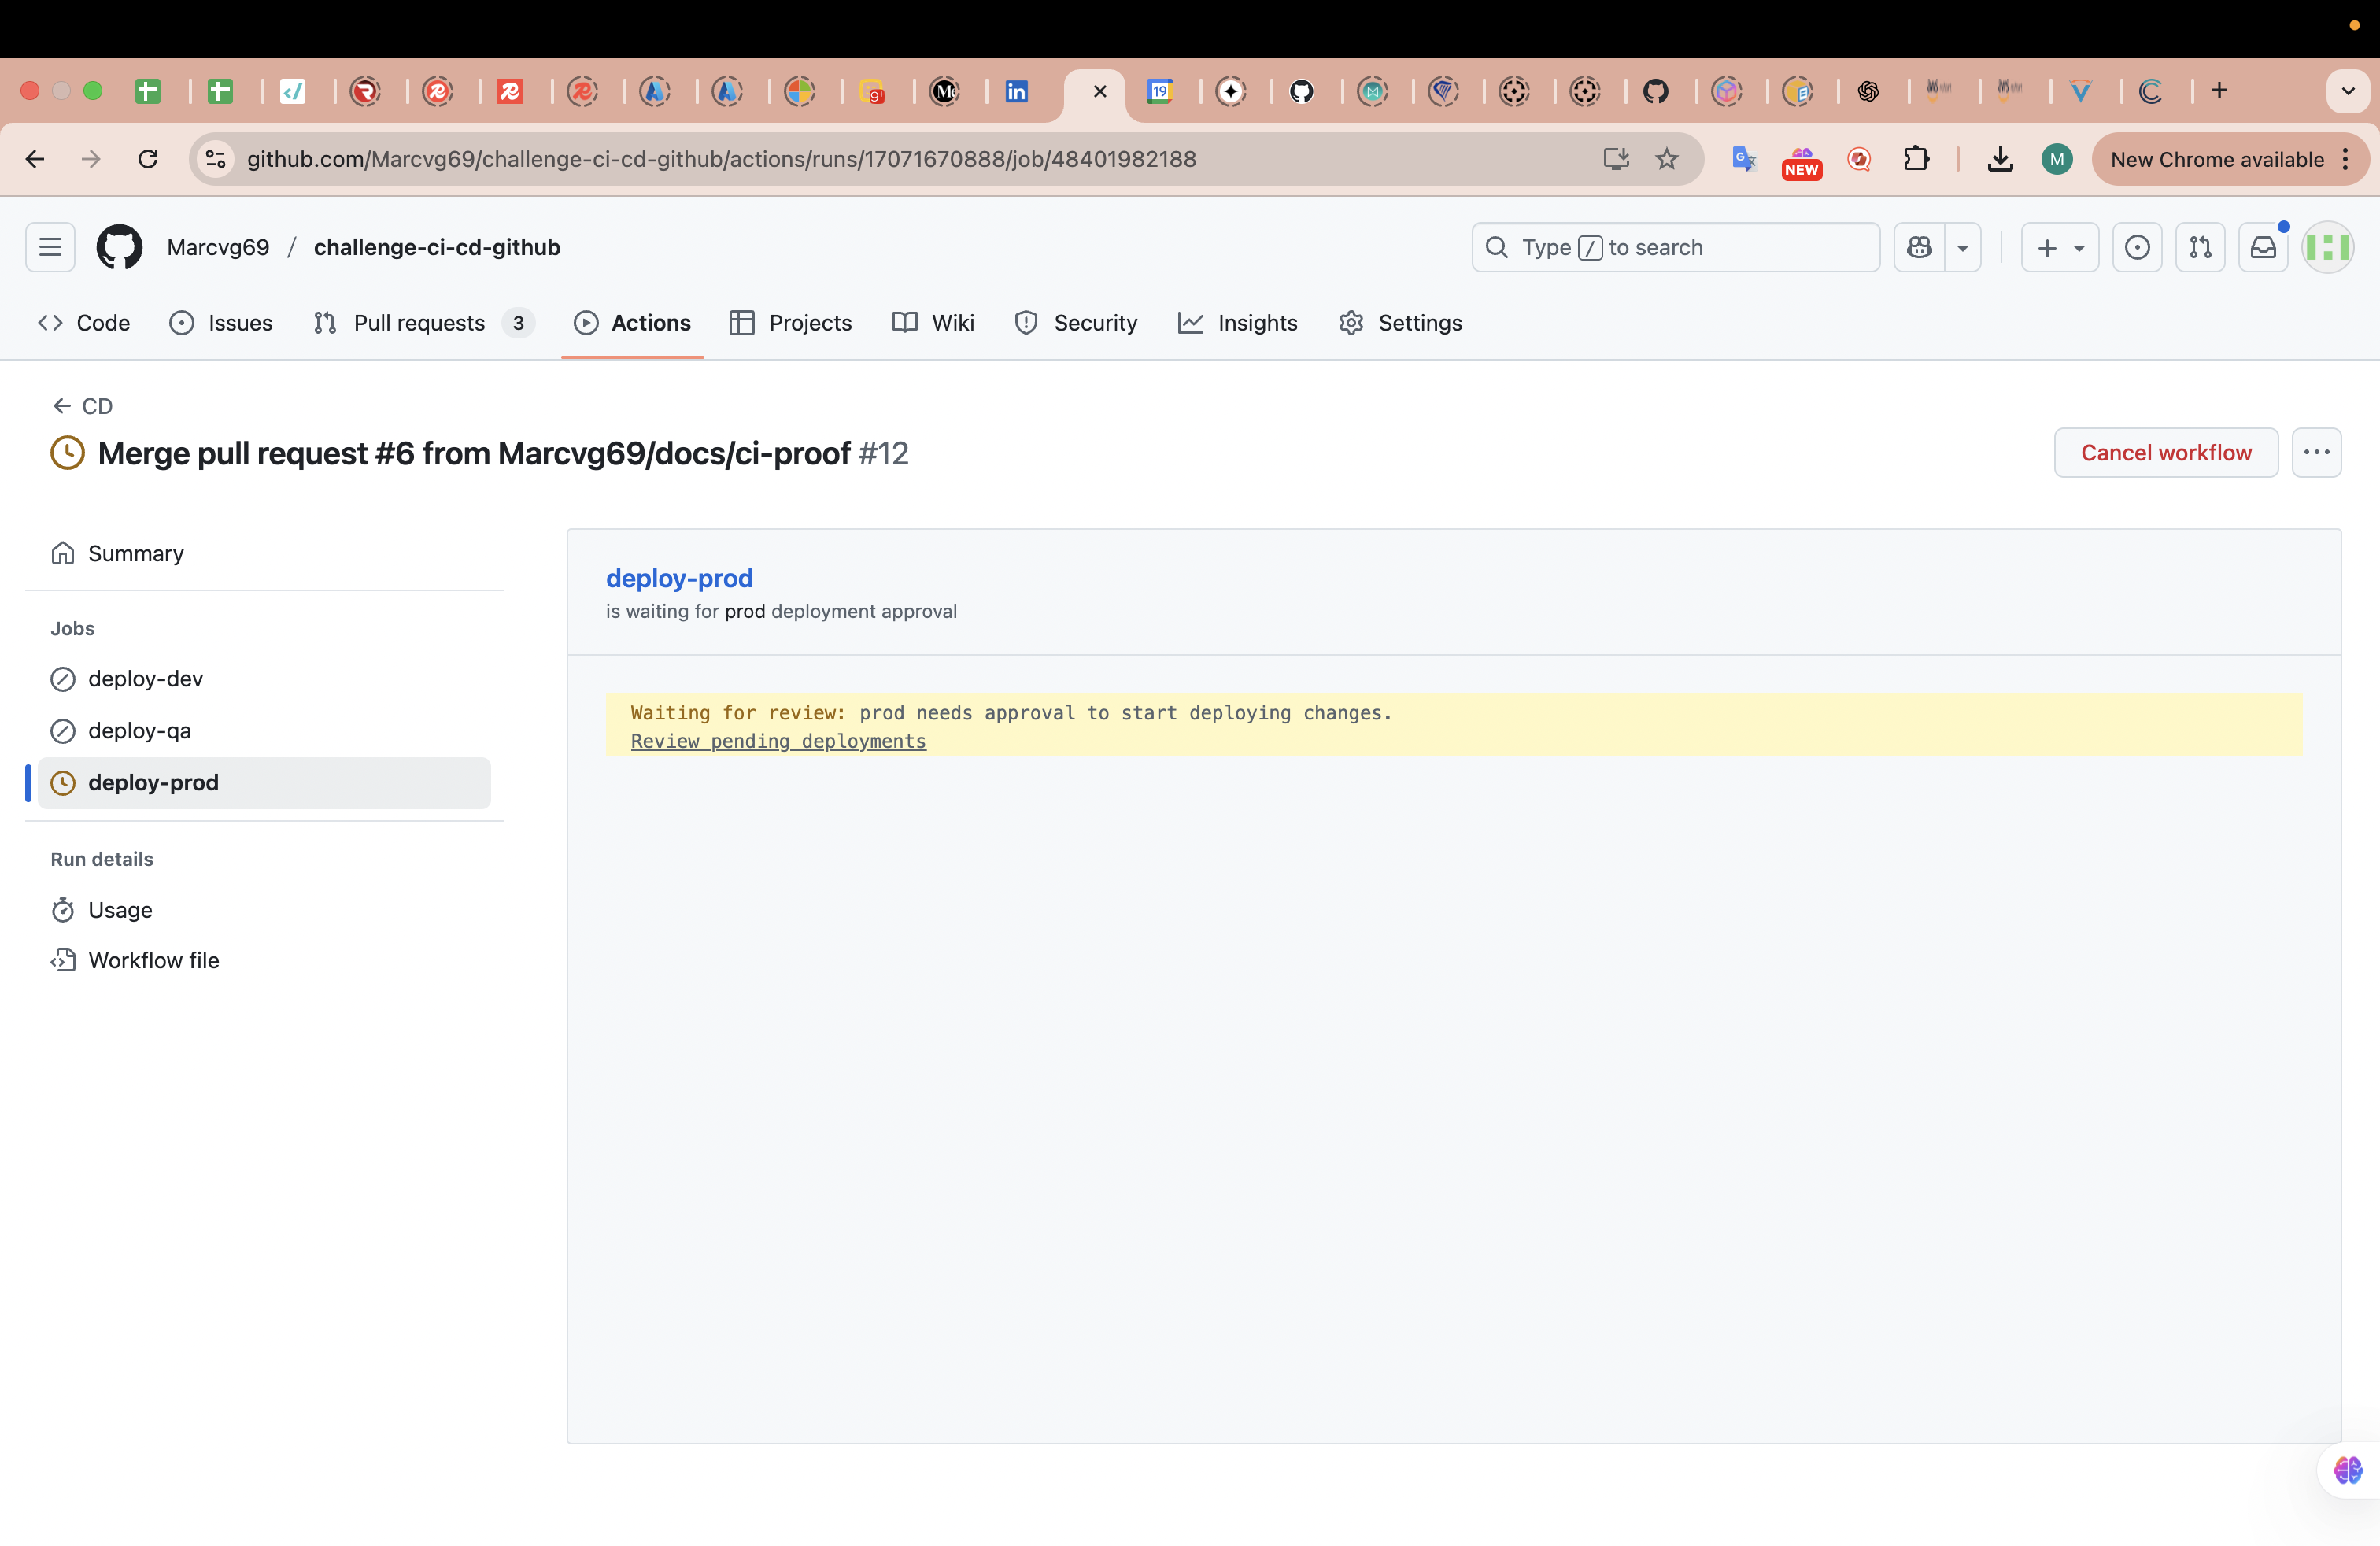 github.com/Marcvg69/challenge-ci-cd-github/actions/runs/17071670888/job/48401982188
NEW
M
New Chrome available
Marcvg69 / challenge-ci-cd-github
Type / to search
Code
Issues
Pull requests 3
Actions
Projects
Wiki
Security
Insights
Settings
CD
Merge pull request #6 from Marcvg69/docs/ci-proof #12
Cancel workflow
Summary
Jobs
deploy-dev
deploy-qa
deploy-prod
Run details
Usage
Workflow file
deploy-prod
is waiting for prod deployment approval
Waiting for review: prod needs approval to start deploying changes.
Review pending deployments